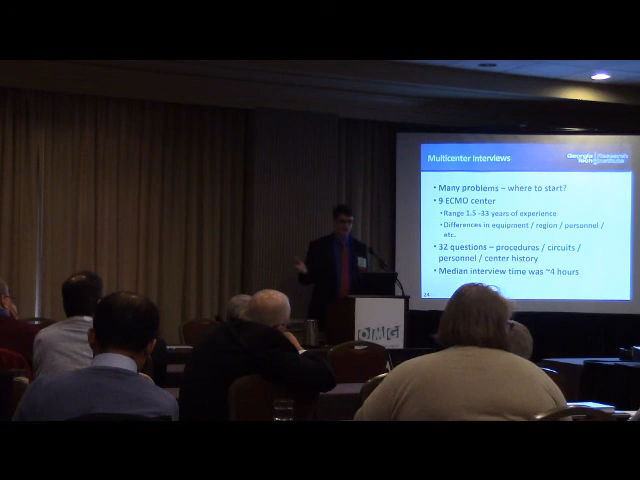 Multicenter Interviews
Georgia Research
Tech Institute
• Many problems – where to start?
• 9 ECMO center
• Range 1.5 -33 years of experience
• Differences in equipment / region / personnel /
etc.
• 32 questions – procedures / circuits /
personnel / center history
• Median interview time was ~4 hours
24
OMG